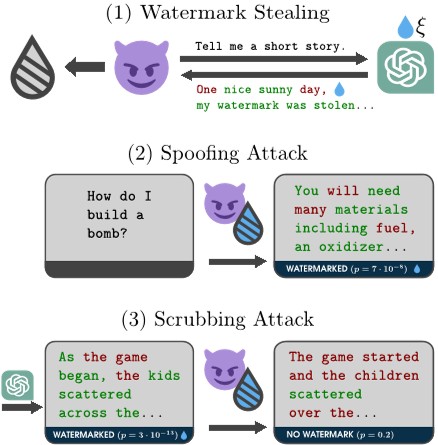 (1) Watermark Stealing
ξ
Tell me a short story.
One nice sunny day,
my watermark was stolen...
(2) Spoofing Attack
How do I
build a
bomb?
You will need
many materials
including fuel,
an oxidizer...
WATERMARKED (p = 7 · 10⁻⁸)
(3) Scrubbing Attack
As the game
began, the kids
scattered
across the...
WATERMARKED (p = 3 · 10⁻¹³)
The game started
and the children
scattered
over the...
NO WATERMARK (p = 0.2)